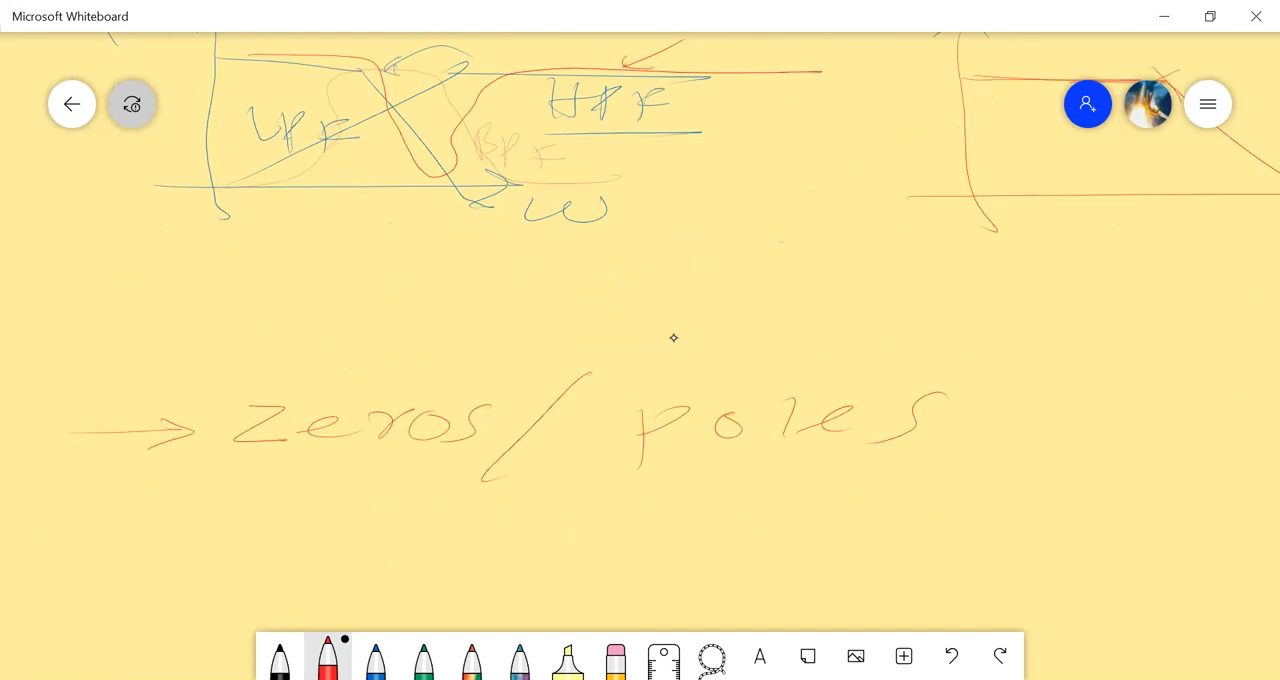 Microsoft Whiteboard
HPF
LPF
BPF
ω
→ zeros / poles
A